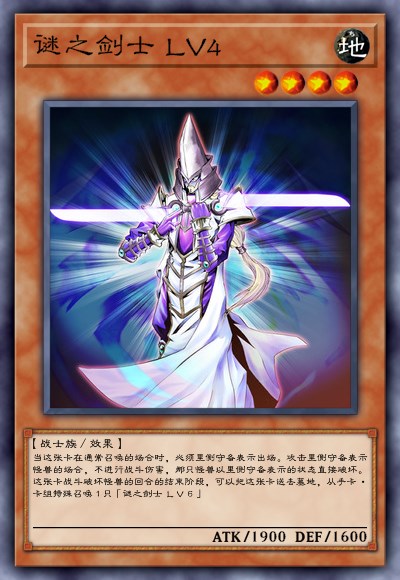 谜之剑士 LV4
地
【战士族／效果】
当这张卡在通常召唤的场合时，必须里侧守备表示出场。攻击里侧守备表示
怪兽的场合，不进行战斗伤害，那只怪兽以里侧守备表示的状态直接破坏。
这张卡战斗破坏怪兽的回合的结束阶段，可以把这张卡送去墓地，从手卡・
卡组特殊召唤1只「谜之剑士 LV6」
ATK/1900 DEF/1600